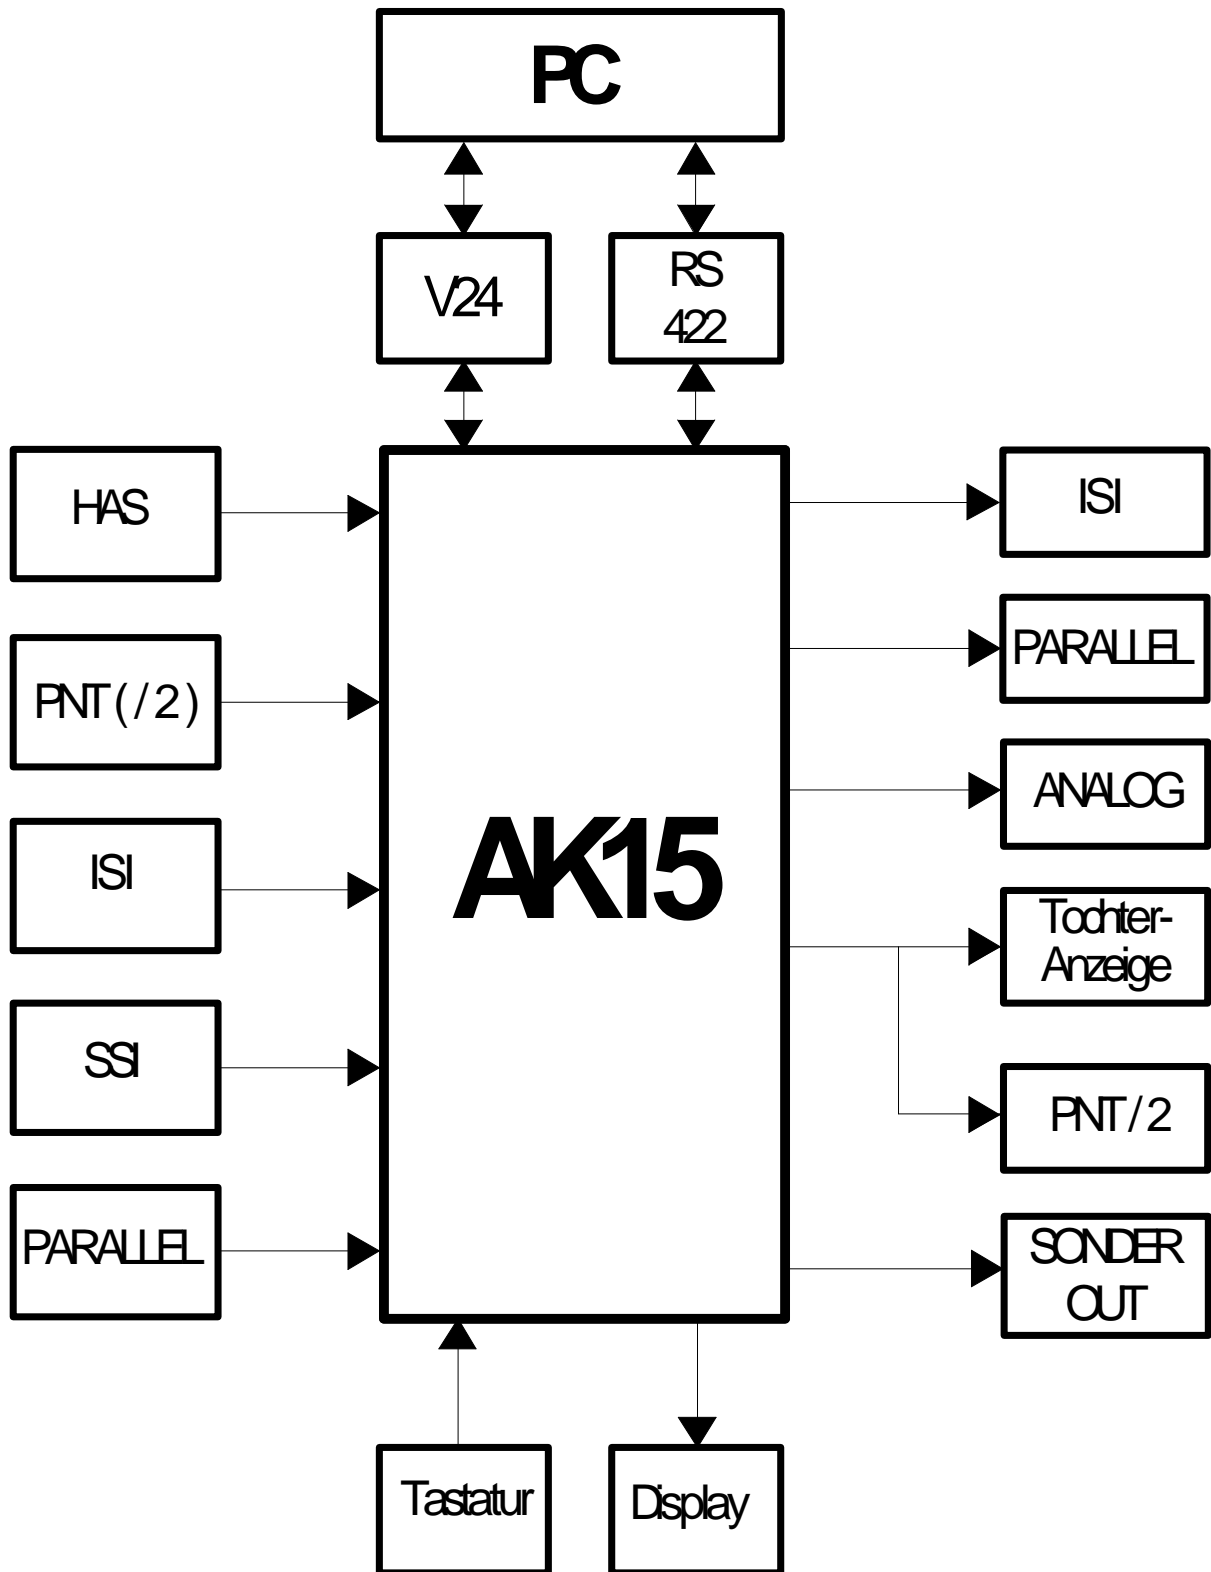 PC
V24
RS
422
HAS
PNT(/2)
ISI
SSI
PARALLEL
AK15
ISI
PARALLEL
ANALOG
Tochter-
Anzeige
PNT/2
SONDER
OUT
Tastatur
Display